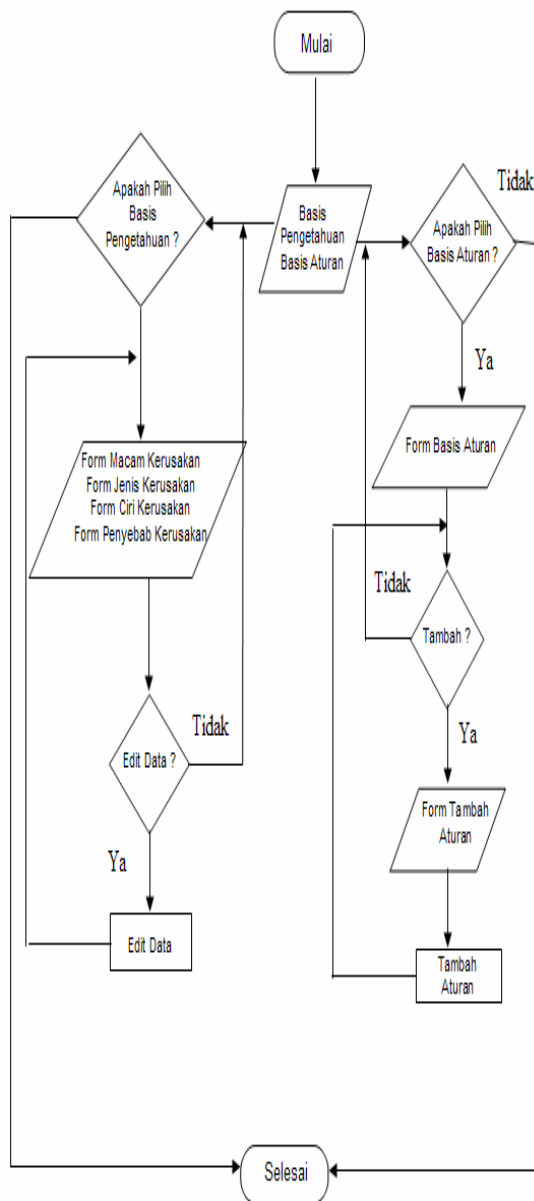 Mulai
Tidak
Apakah Pilih
Basis
Pengetahuan ?
Basis
Pengetahuan
Basis Aturan
Apakah Pilih
Basis Aturan ?
Ya
Form Macam Kerusakan
Form Jenis Kerusakan
Form Ciri Kerusakan
Form Penyebab Kerusakan
Form Basis Aturan
Tidak
Tambah ?
Tidak
Edit Data ?
Ya
Form Tambah
Aturan
Ya
Edit Data
Tambah
Aturan
Selesai